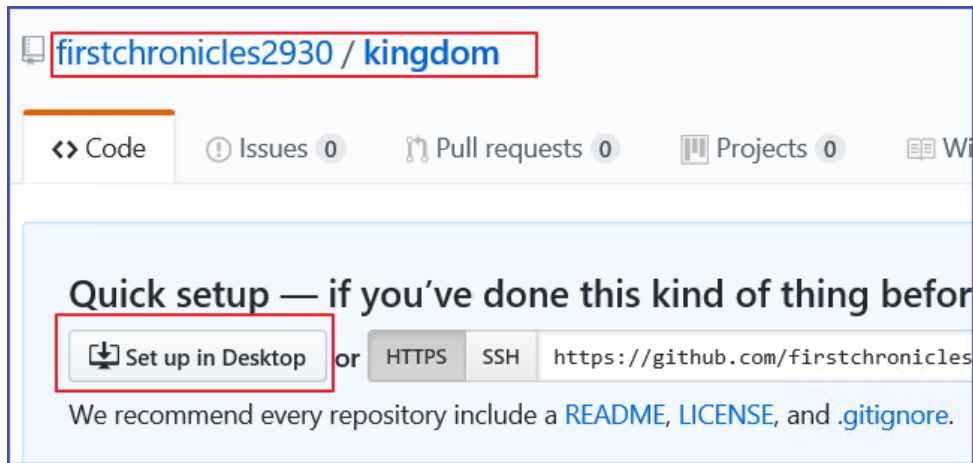 firstchronicles2930 / kingdom
<> Code Issues 0 Pull requests 0 Projects 0
Quick setup — if you've done this kind of thing
Set up in Desktop or HTTPS SSH https://github.com/firstchronicles
We recommend every repository include a README, LICENSE, and .gitignore.